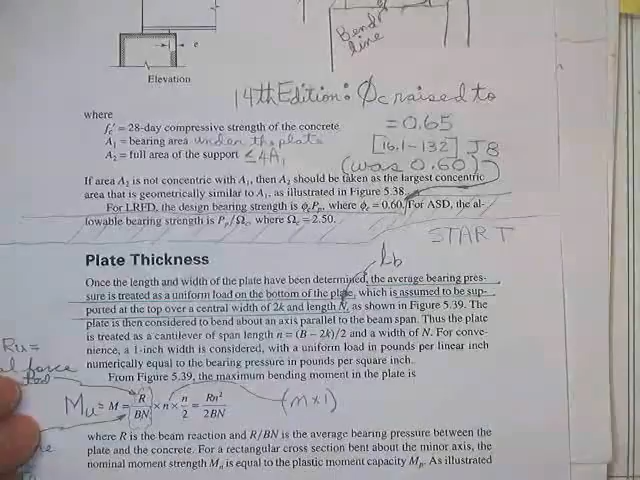 Bend
line
e
Elevation
14th Edition: ϕc raised to
= 0.65
[16.1-132] J8
(was 0.60)
where
f′c = 28-day compressive strength of the concrete
A1 = bearing area under the plate
A2 = full area of the support ≤ 4A1
If area A2 is not concentric with A1, then A2 should be taken as the largest concentric
area that is geometrically similar to A1, as illustrated in Figure 5.38.
For LRFD, the design bearing strength is ϕcPp, where ϕc = 0.60. For ASD, the al-
lowable bearing strength is Pp/Ωc, where Ωc = 2.50.
START
Lb
Plate Thickness
Once the length and width of the plate have been determined, the average bearing pres-
sure is treated as a uniform load on the bottom of the plate, which is assumed to be sup-
ported at the top over a central width of 2k and length N, as shown in Figure 5.39. The
plate is then considered to bend about an axis parallel to the beam span. Thus the plate
is treated as a cantilever of span length n = (B − 2k)/2 and a width of N. For conve-
nience, a 1-inch width is considered, with a uniform load in pounds per linear inch
numerically equal to the bearing pressure in pounds per square inch.
From Figure 5.39, the maximum bending moment in the plate is
Ru =
force
Mu = M = R/BN × n × n/2 = Rn²/2BN (n×1)
where R is the beam reaction and R/BN is the average bearing pressure between the
plate and the concrete. For a rectangular cross section bent about the minor axis, the
nominal moment strength Mn is equal to the plastic moment capacity Mp. As illustrated